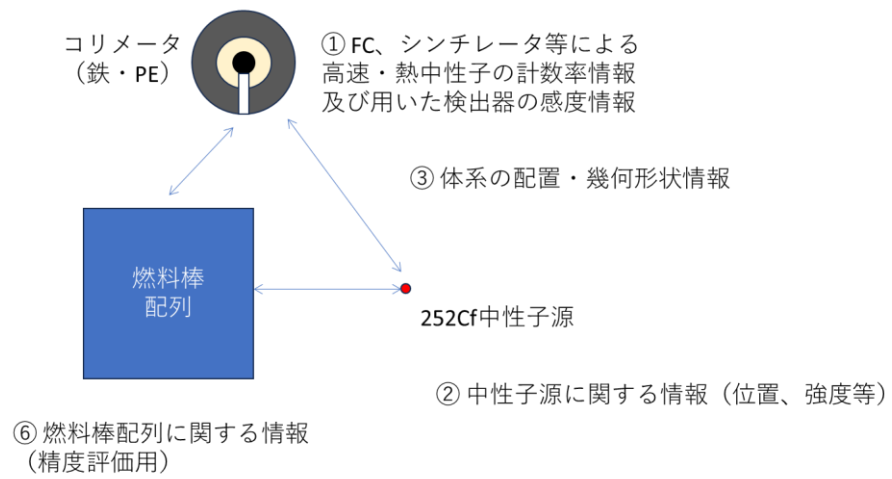 コリメータ
（鉄・PE）
① FC、シンチレータ等による
高速・熱中性子の計数率情報
及び用いた検出器の感度情報
③ 体系の配置・幾何形状情報
燃料棒
配列
252Cf中性子源
② 中性子源に関する情報（位置、強度等）
⑥ 燃料棒配列に関する情報
（精度評価用）